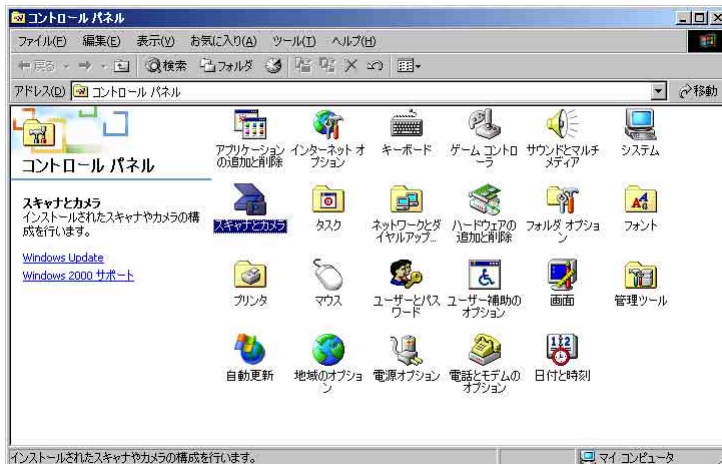 コントロール パネル
ファイル(F) 編集(E) 表示(V) お気に入り(A) ツール(T) ヘルプ(H)
戻る 検索 フォルダ
アドレス(D) コントロール パネル 移動
コントロール パネル
スキャナとカメラ
インストールされたスキャナやカメラの構
成を行います。
Windows Update
Windows 2000 サポート
アプリケーション
の追加と削除
インターネット オ
プション
キーボード
ゲーム コントロ
ーラ
サウンドとマルチ
メディア
システム
スキャナとカメラ
タスク
ネットワークとダ
イヤルアップ...
ハードウェアの
追加と削除
フォルダ オプショ
ン
フォント
プリンタ
マウス
ユーザーとパス
ワード
ユーザー補助の
オプション
画面
管理ツール
自動更新
地域のオプショ
ン
電源オプション
電話とモデムの
オプション
日付と時刻
インストールされたスキャナやカメラの構成を行います。
マイ コンピュータ